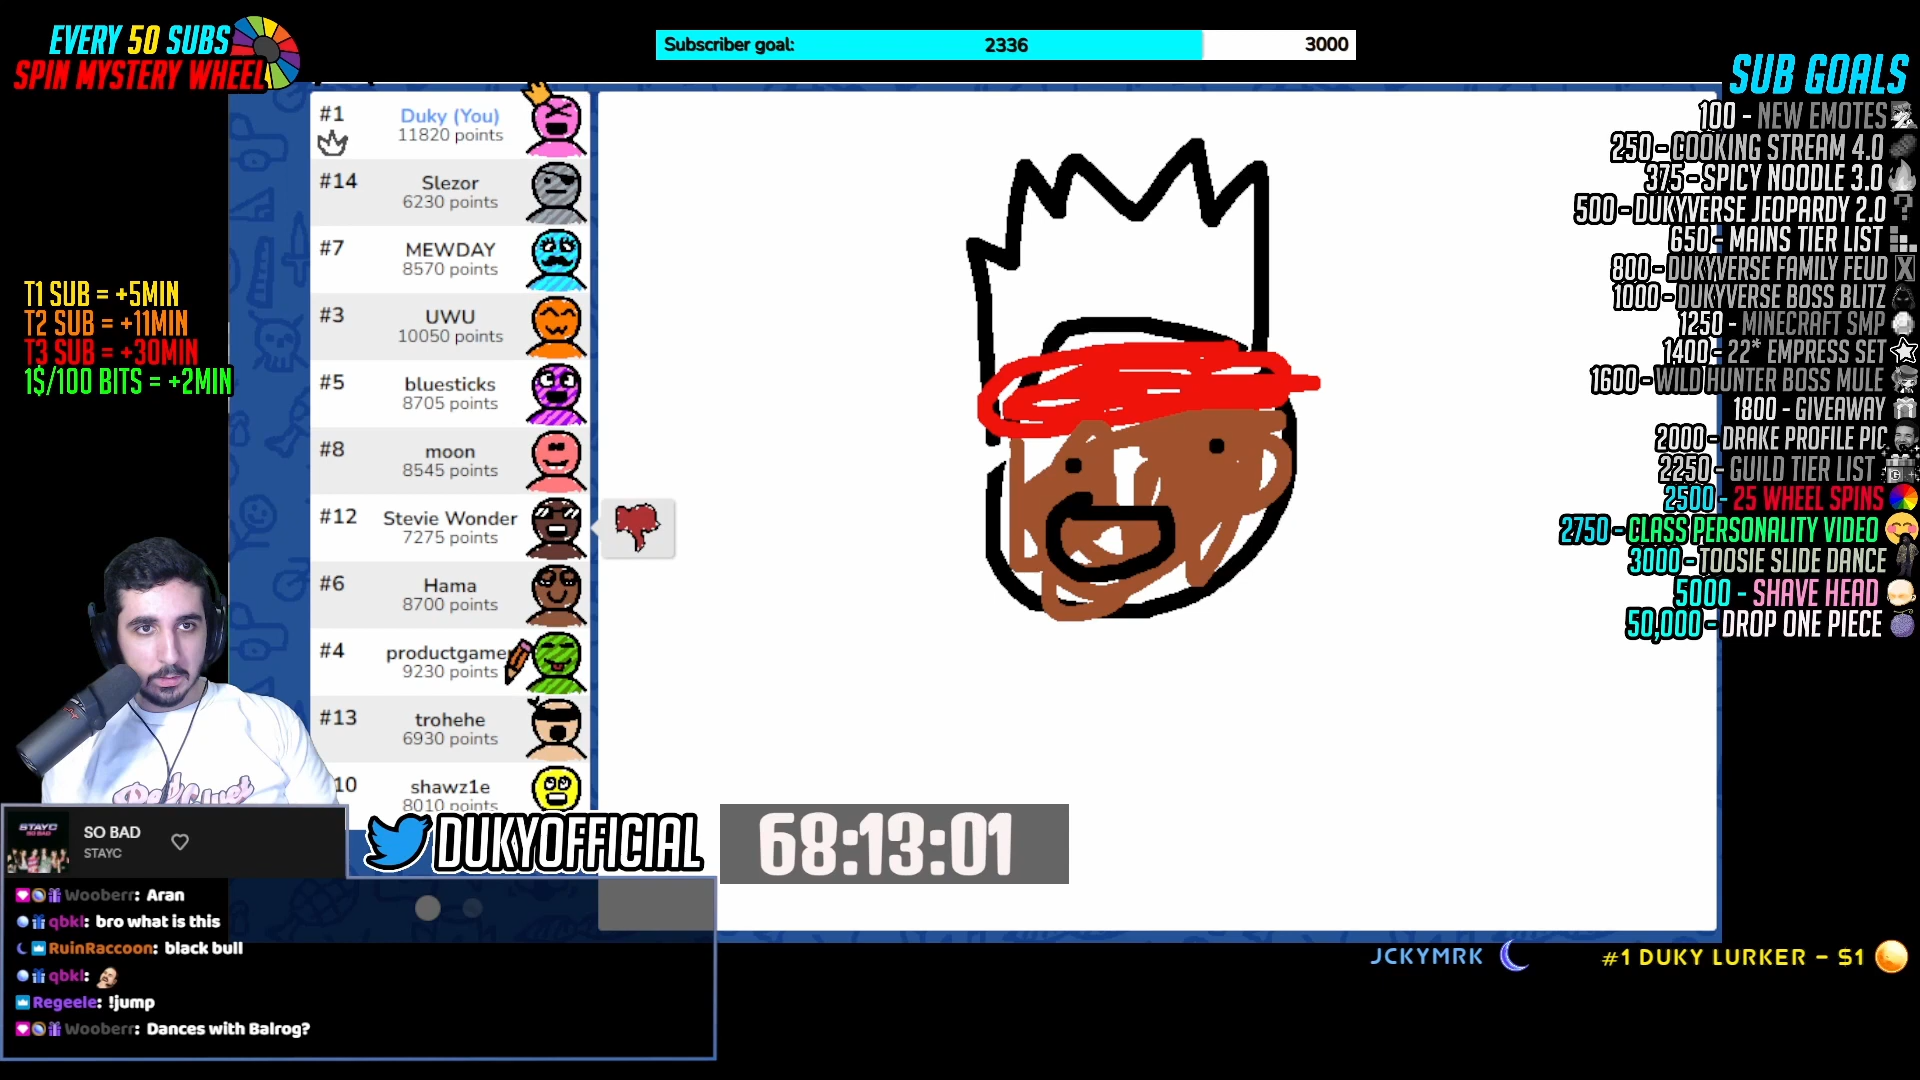 EVERY 50 SUBS
SPIN MYSTERY WHEEL
Subscriber goal: 2336 3000
SUB GOALS
100 - NEW EMOTES
250 - COOKING STREAM 4.0
375 - SPICY NOODLE 3.0
500 - DUKYVERSE JEOPARDY 2.0
650 - MAINS TIER LIST
800 - DUKYVERSE FAMILY FEUD
1000 - DUKYVERSE BOSS BLITZ
1250 - MINECRAFT SMP
1400 - 22* EMPRESS SET
1600 - WILD HUNTER BOSS MULE
1800 - GIVEAWAY
2000 - DRAKE PROFILE PIC
2250 - GUILD TIER LIST
2500 - 25 WHEEL SPINS
2750 - CLASS PERSONALITY VIDEO
3000 - TOOSIE SLIDE DANCE
5000 - SHAVE HEAD
50,000 - DROP ONE PIECE
T1 SUB = +5MIN
T2 SUB = +11MIN
T3 SUB = +30MIN
1$/100 BITS = +2MIN
#1 Duky (You)
11820 points
#14 Slezor
6230 points
#7 MEWDAY
8570 points
#3 UWU
10050 points
#5 bluesticks
8705 points
#8 moon
8545 points
#12 Stevie Wonder
7275 points
#6 Hama
8700 points
#4 productgamer
9230 points
#13 trohehe
6930 points
10 shawz1e
8010 points
STAYC
SO BAD
SO BAD
STAYC
DUKYOFFICIAL
68:13:01
Wooberr: Aran
qbkl: bro what is this
RuinRaccoon: black bull
qbkl:
Regeele: !jump
Wooberr: Dances with Balrog?
JCKYMRK
#1 DUKY LURKER - S1